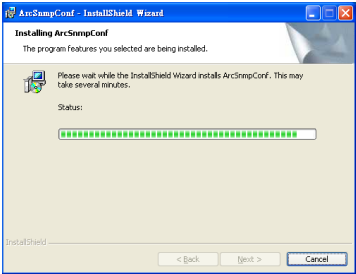 ArcSnmpConf - InstallShield Wizard
Installing ArcSnmpConf
The program features you selected are being installed.
Please wait while the InstallShield Wizard installs ArcSnmpConf. This may
take several minutes.
Status:
InstallShield
< Back
Next >
Cancel